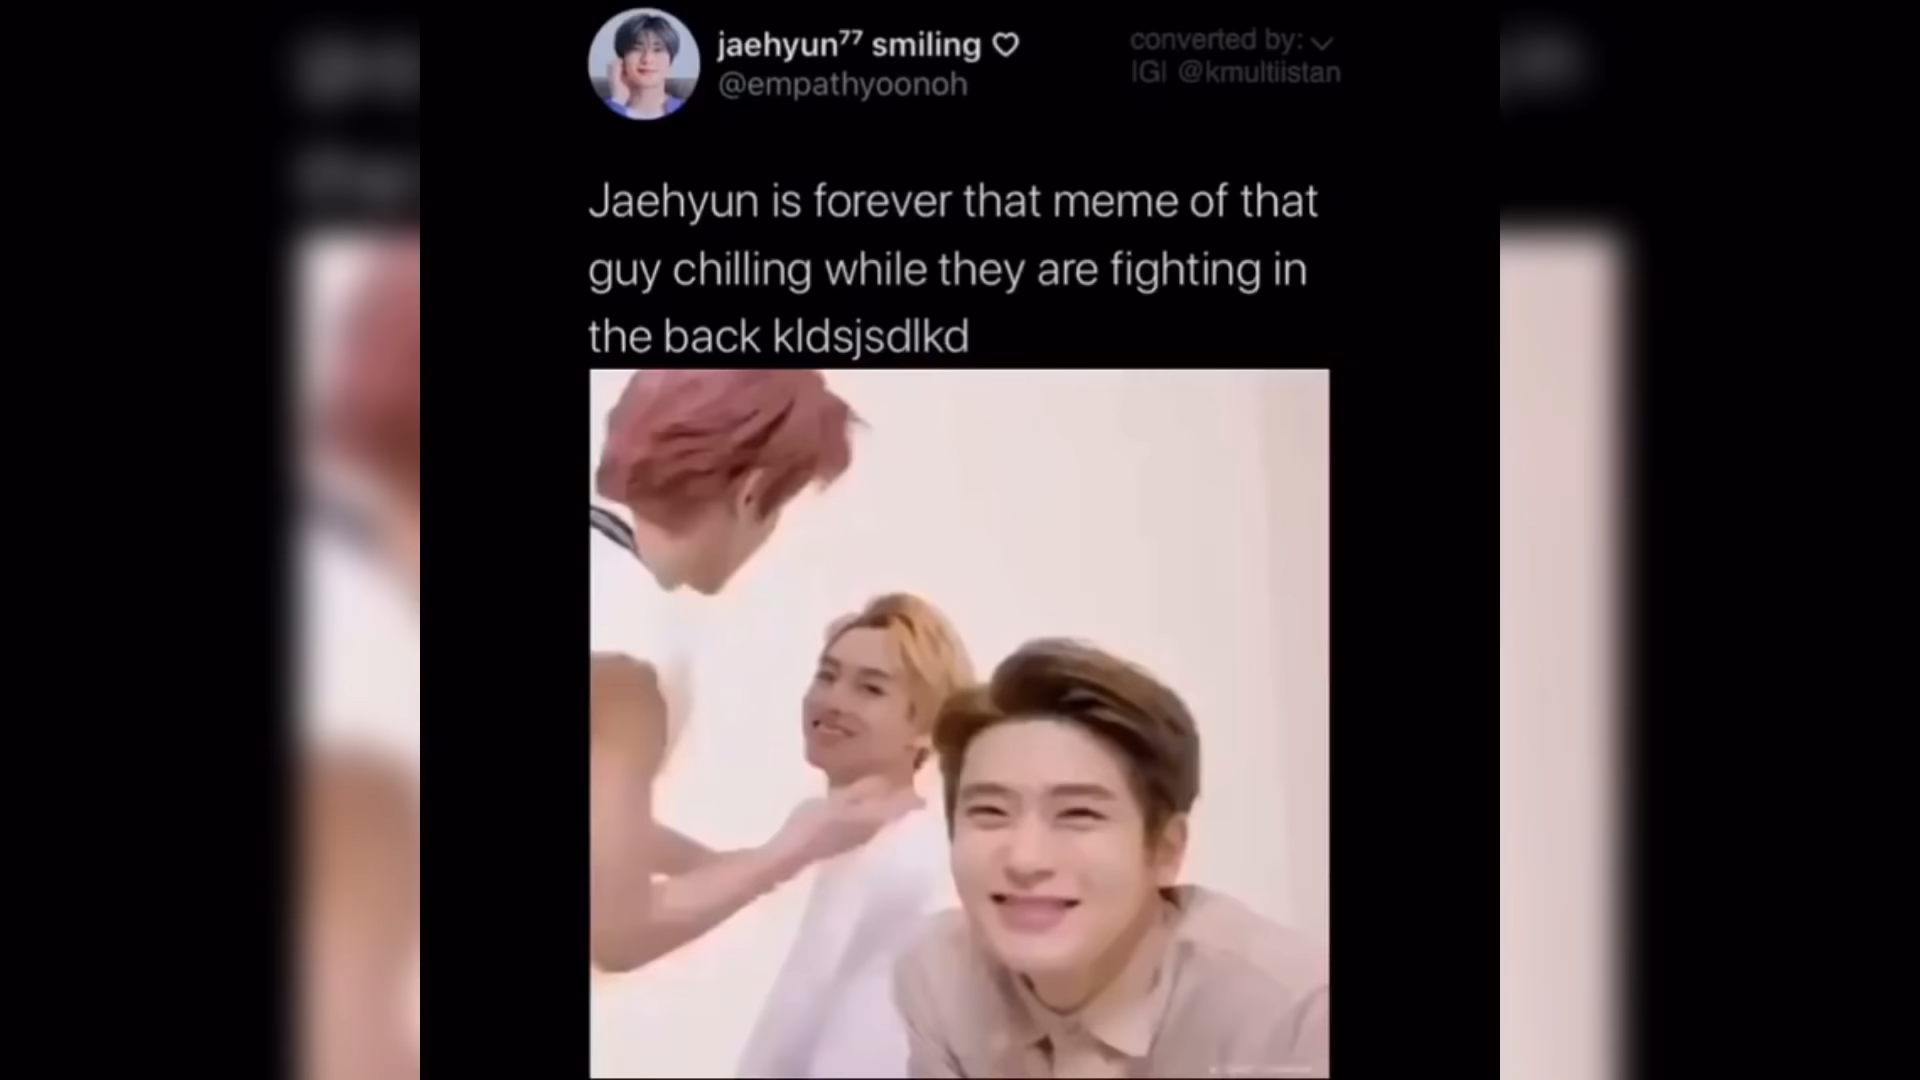 jaehyun⁷⁷ smiling ♡
@empathyoonoh
converted by:
IGI @kmultiistan
Jaehyun is forever that meme of that
guy chilling while they are fighting in
the back kldsjsdlkd